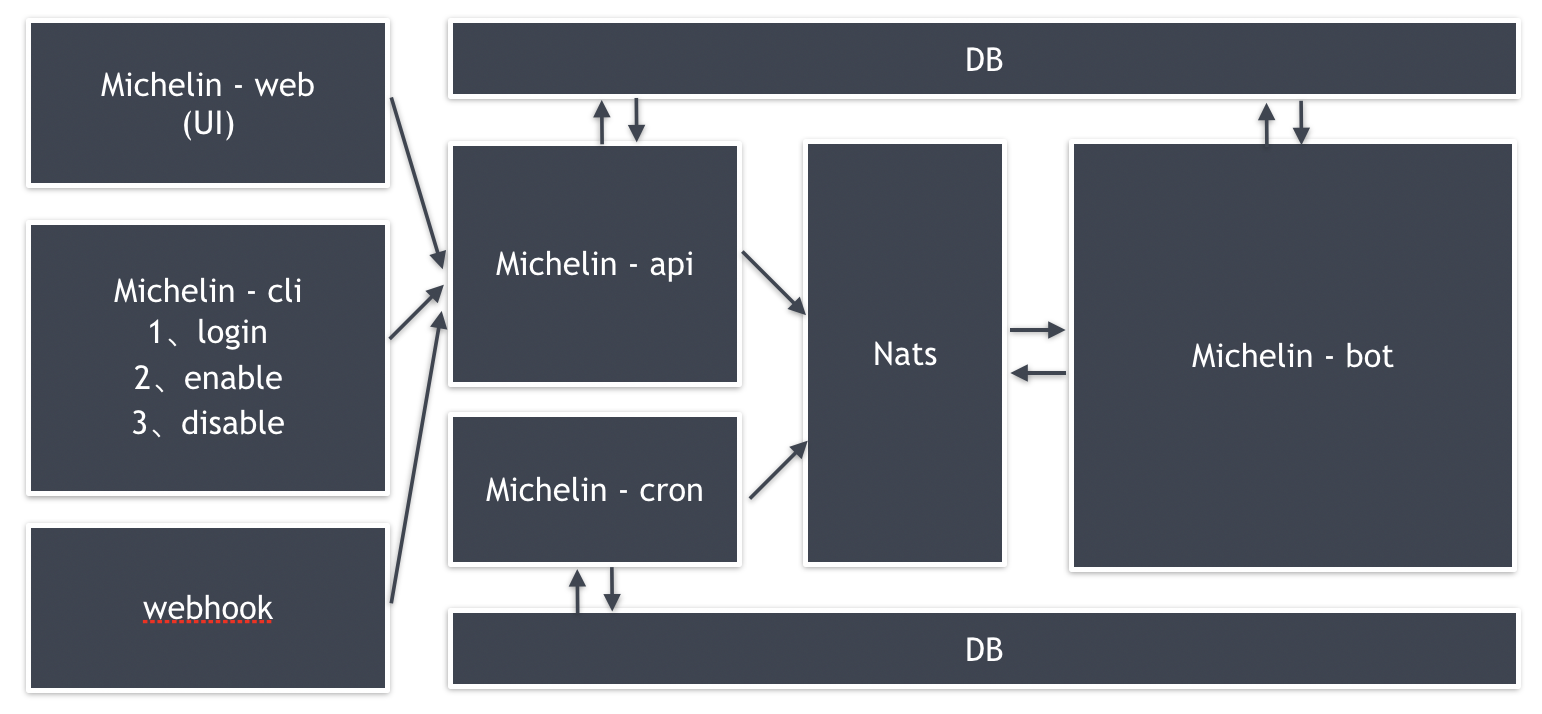 Michelin - web
(UI)
Michelin - cli
1、login
2、enable
3、disable
webhook
DB
Michelin - api
Michelin - cron
Nats
Michelin - bot
DB